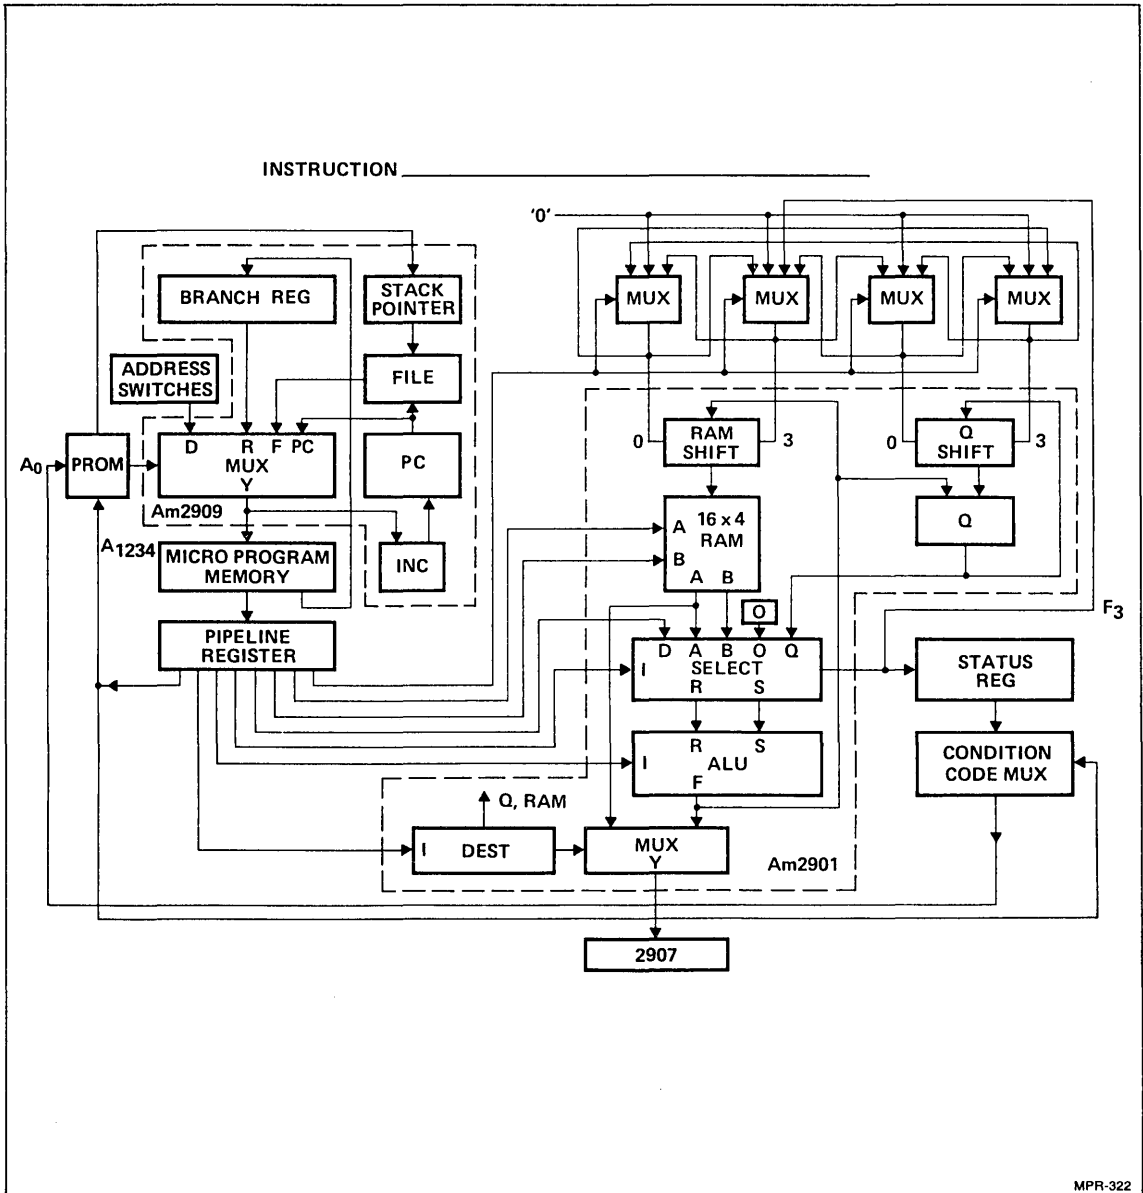 INSTRUCTION
'0'
BRANCH REG
STACK
POINTER
MUX
MUX
MUX
MUX
ADDRESS
SWITCHES
FILE
D R F PC
MUX
Y
PC
A0
PROM
0
RAM
SHIFT
3
0
Q
SHIFT
3
Am2909
A1234
MICRO PROGRAM
MEMORY
INC
A
16 x 4
RAM
B
A B
Q
O
F3
PIPELINE
REGISTER
D A B O Q
I SELECT
R S
STATUS
REG
R S
I ALU
F
CONDITION
CODE MUX
Q, RAM
I DEST
MUX
Y
Am2901
2907
MPR-322